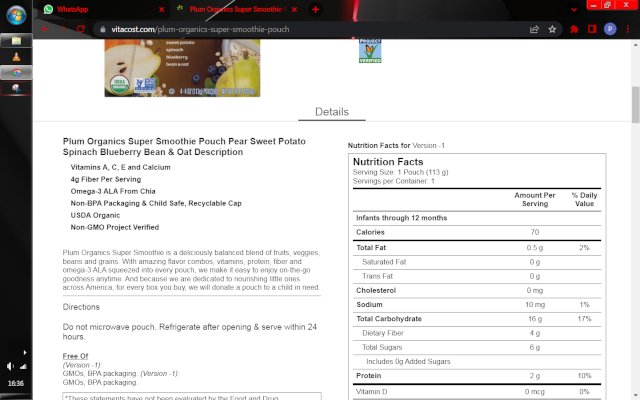 WhatsApp
Plum Organics Super Smoothie
vitacost.com/plum-organics-super-smoothie-pouch
sweet potato
spinach
blueberry
bean & oat
USDA
ORGANIC
PROJECT
VERIFIED
Details
Plum Organics Super Smoothie Pouch Pear Sweet Potato
Spinach Blueberry Bean & Oat Description
Vitamins A, C, E and Calcium
4g Fiber Per Serving
Omega-3 ALA From Chia
Non-BPA Packaging & Child Safe, Recyclable Cap
USDA Organic
Non-GMO Project Verified
Plum Organics Super Smoothie is a deliciously balanced blend of fruits, veggies,
beans and grains. With amazing flavor combos, vitamins, protein, fiber and
omega-3 ALA squeezed into every pouch, we make it easy to enjoy on-the-go
goodness anytime. And because we are dedicated to nourishing little ones
across America, for every box you buy, we will donate a pouch to a child in need.
Directions
Do not microwave pouch. Refrigerate after opening & serve within 24
hours.
Free Of
(Version -1):
GMOs, BPA packaging. (Version -1):
GMOs, BPA packaging.
*These statements have not been evaluated by the Food and Drug
Nutrition Facts for Version -1
Nutrition Facts
Serving Size: 1 Pouch (113 g)
Servings per Container: 1
Amount Per Serving % Daily Value
Infants through 12 months
Calories 70
Total Fat 0.5 g 2%
Saturated Fat 0 g
Trans Fat 0 g
Cholesterol 0 mg
Sodium 10 mg 1%
Total Carbohydrate 16 g 17%
Dietary Fiber 4 g
Total Sugars 6 g
Includes 0g Added Sugars
Protein 2 g 10%
Vitamin D 0 mcg 0%
16:36